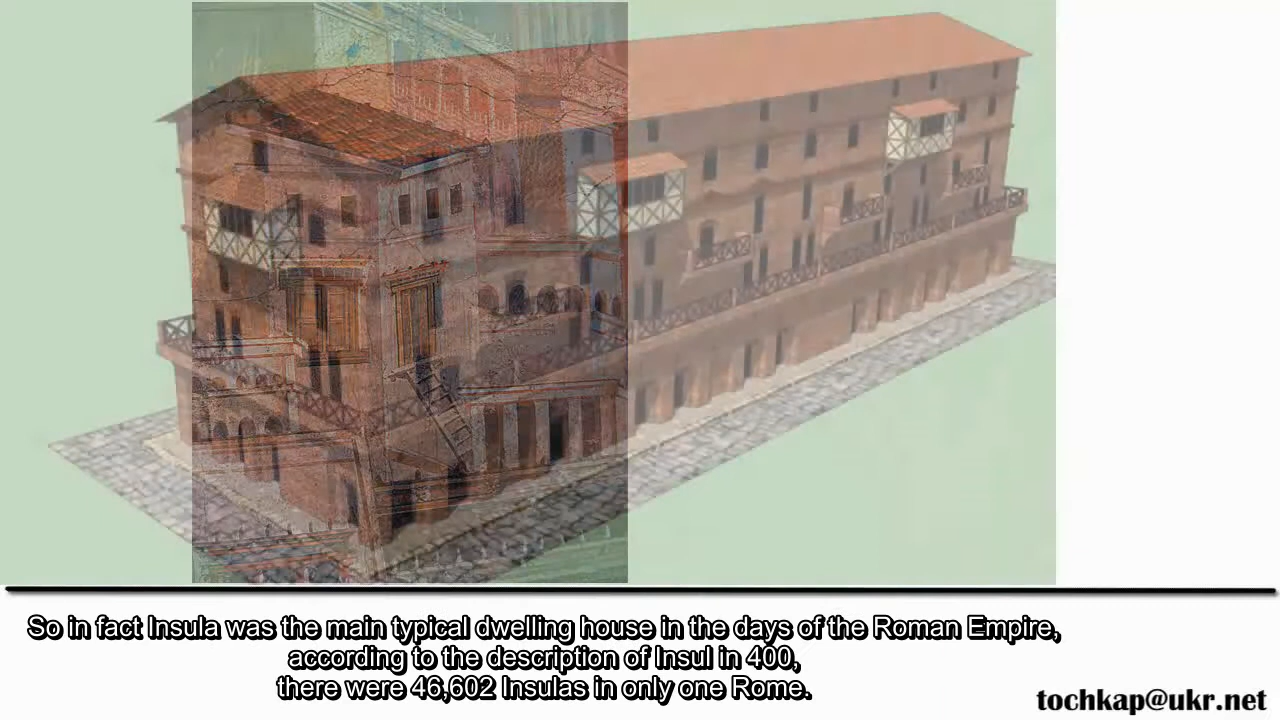 So in fact Insula was the main typical dwelling house in the days of the Roman Empire,
according to the description of Insul in 400,
there were 46,602 Insulas in only one Rome.
tochkap@ukr.net